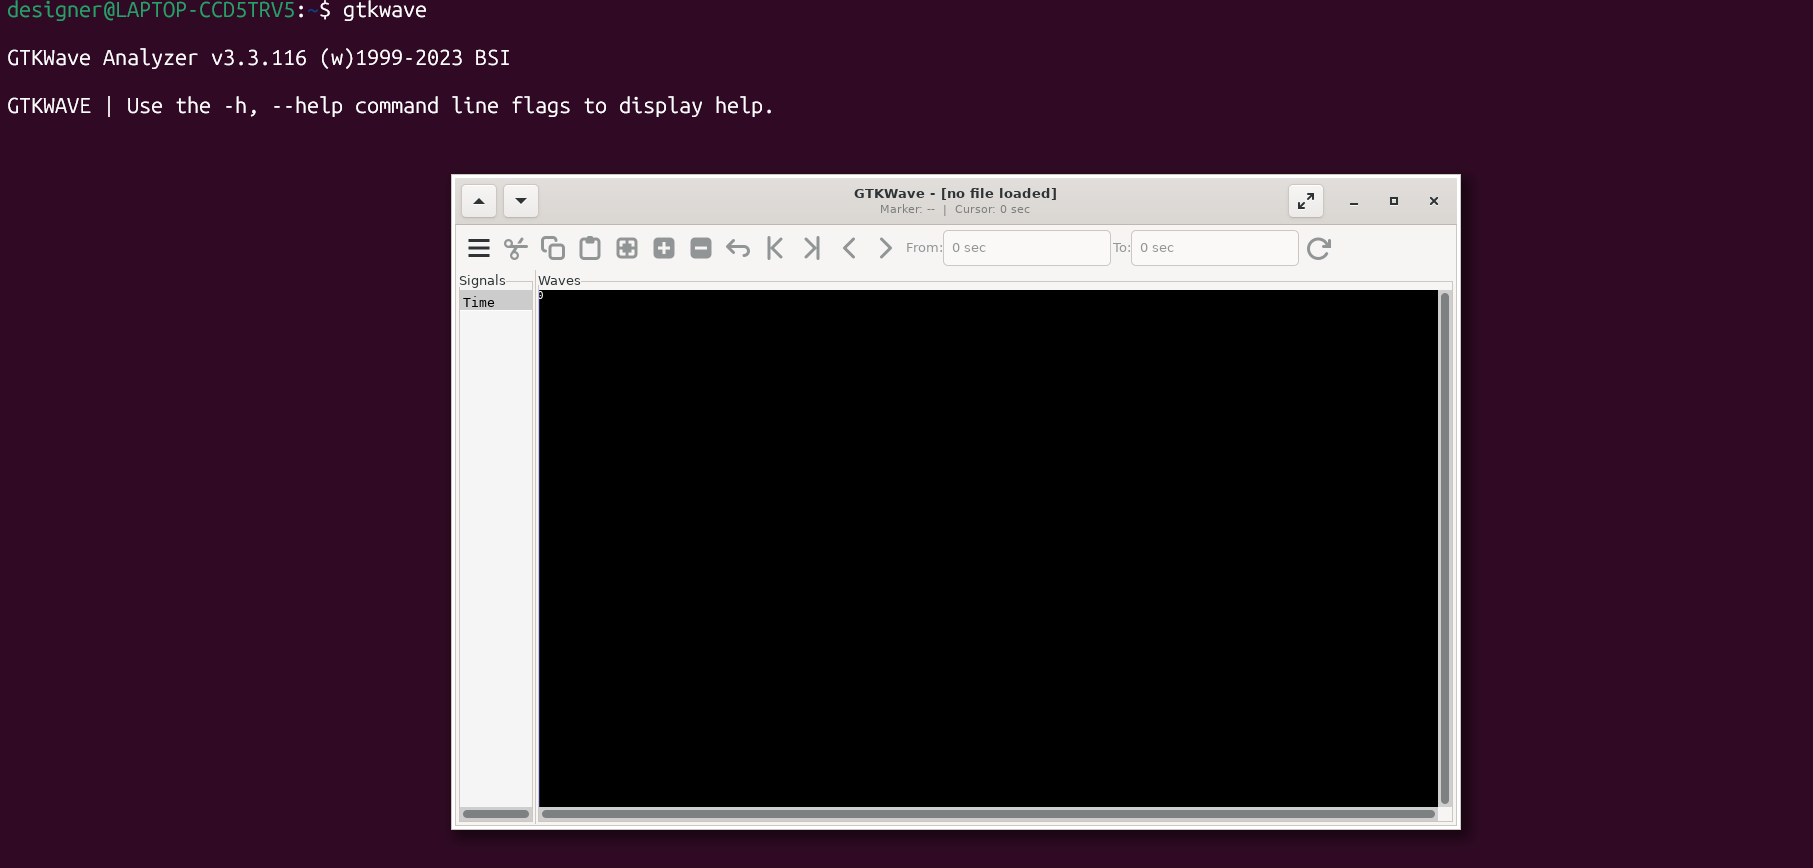 designer@LAPTOP-CCD5TRV5:~$ gtkwave
GTKWave Analyzer v3.3.116 (w)1999-2023 BSI
GTKWAVE | Use the -h, --help command line flags to display help.
GTKWave - [no file loaded]
Marker: -- | Cursor: 0 sec
From: 0 sec To: 0 sec
Signals Waves
Time
0